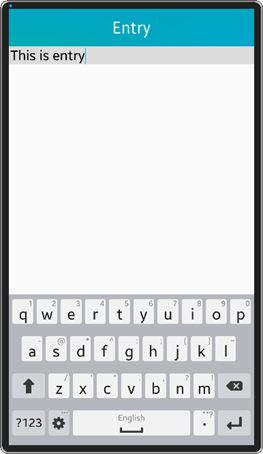 Entry
This is entry
1 2 3 4 5 6 7 8 9 0
q w e r t y u i o p
a s d f g h j k l
z x c v b n m
?123 English .